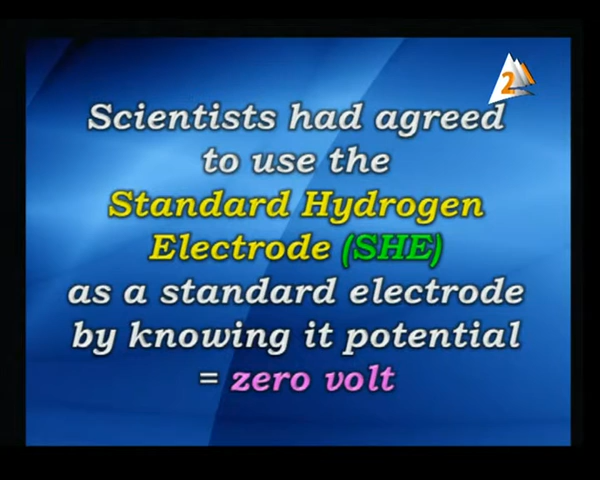 2
Scientists had agreed
to use the
Standard Hydrogen
Electrode (SHE)
as a standard electrode
by knowing it potential
= zero volt